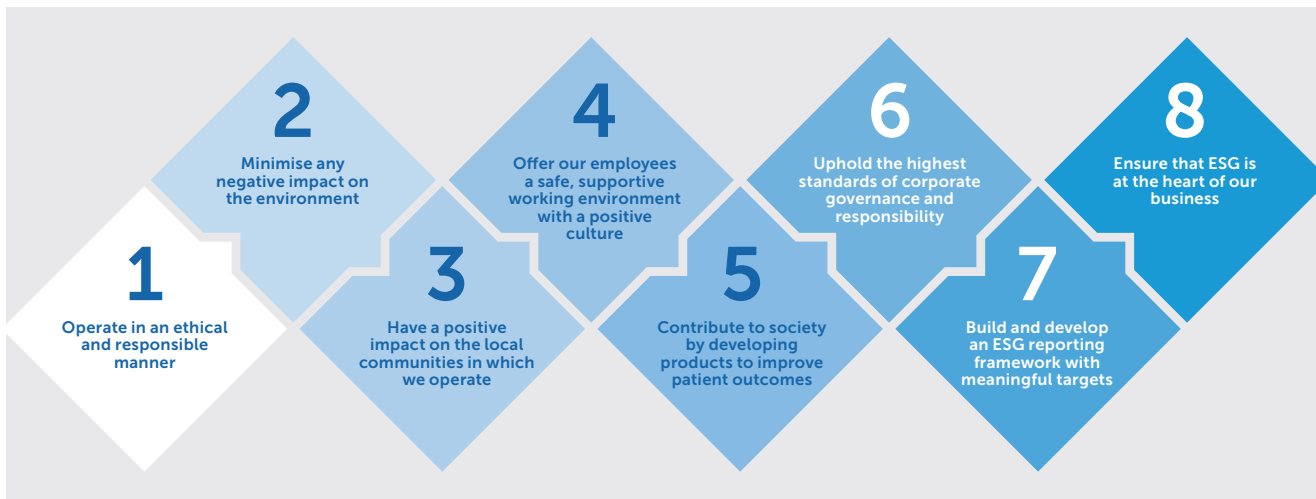 1
Operate in an ethical
and responsible
manner
2
Minimise any
negative impact on
the environment
3
Have a positive
impact on the local
communities in which
we operate
4
Offer our employees
a safe, supportive
working environment
with a positive
culture
5
Contribute to society
by developing
products to improve
patient outcomes
6
Uphold the highest
standards of corporate
governance and
responsibility
7
Build and develop
an ESG reporting
framework with
meaningful targets
8
Ensure that ESG is
at the heart of our
business